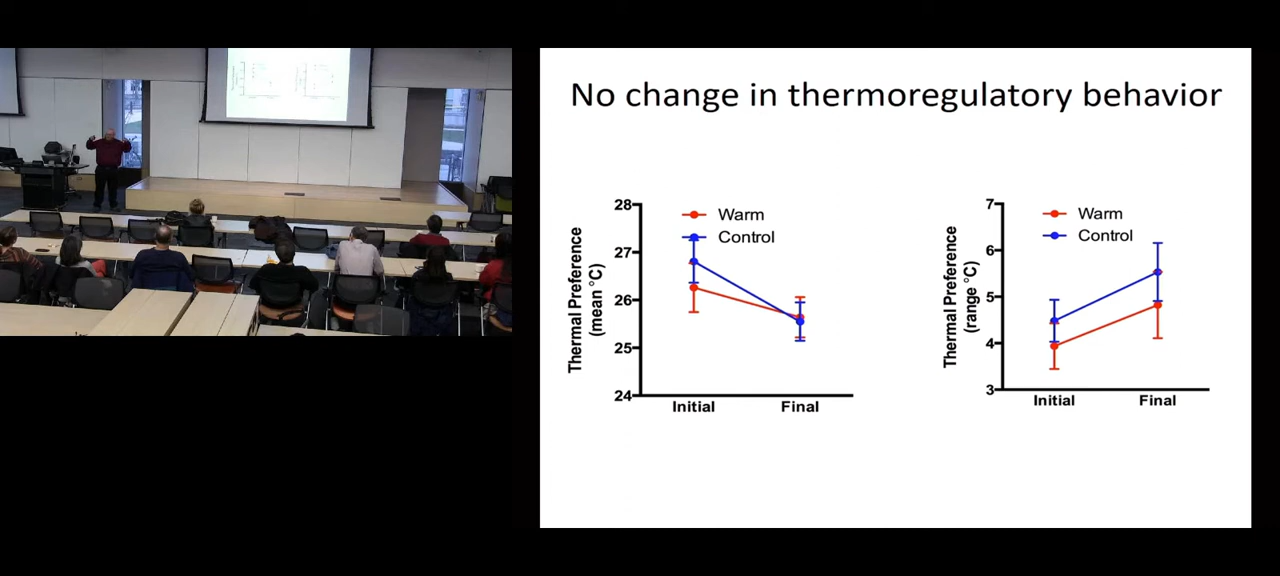 No change in thermoregulatory behavior
Thermal Preference
(mean °C)
28
27
26
25
24
Warm
Control
Initial
Final
Thermal Preference
(range °C)
7
6
5
4
3
Warm
Control
Initial
Final